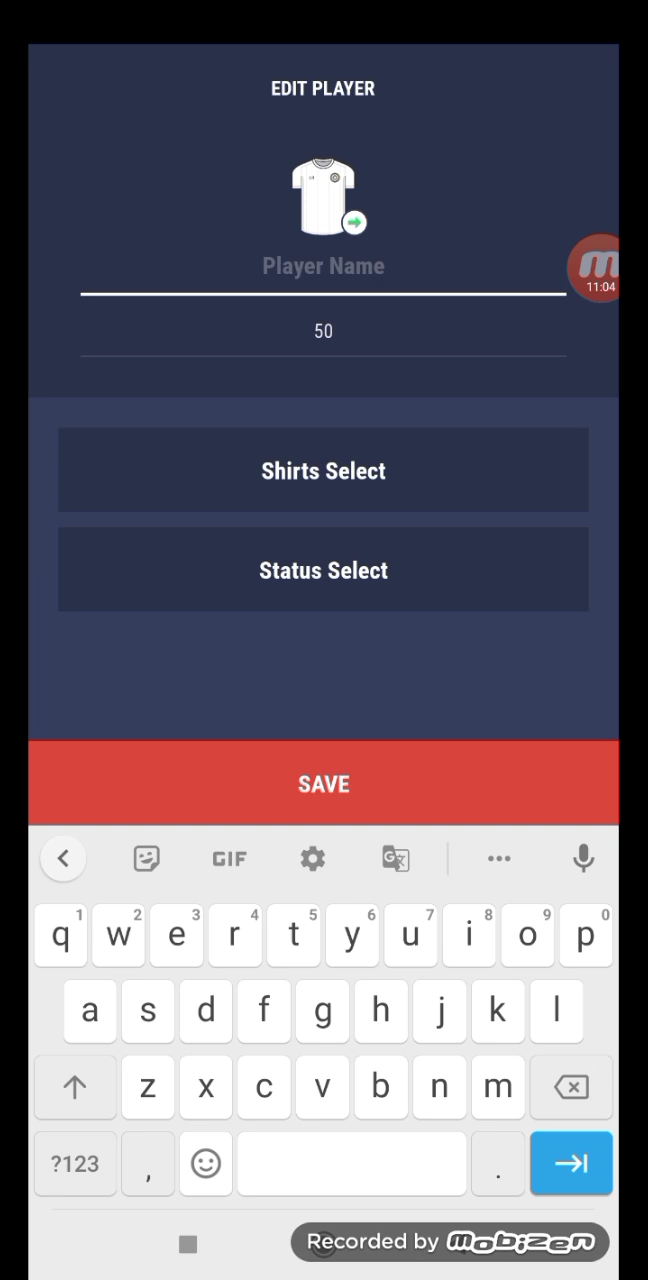 EDIT PLAYER
Player Name
11:04
50
Shirts Select
Status Select
SAVE
GIF
1 2 3 4 5 6 7 8 9 0
q w e r t y u i o p
a s d f g h j k l
z x c v b n m
?123 , .
Recorded by mobizen